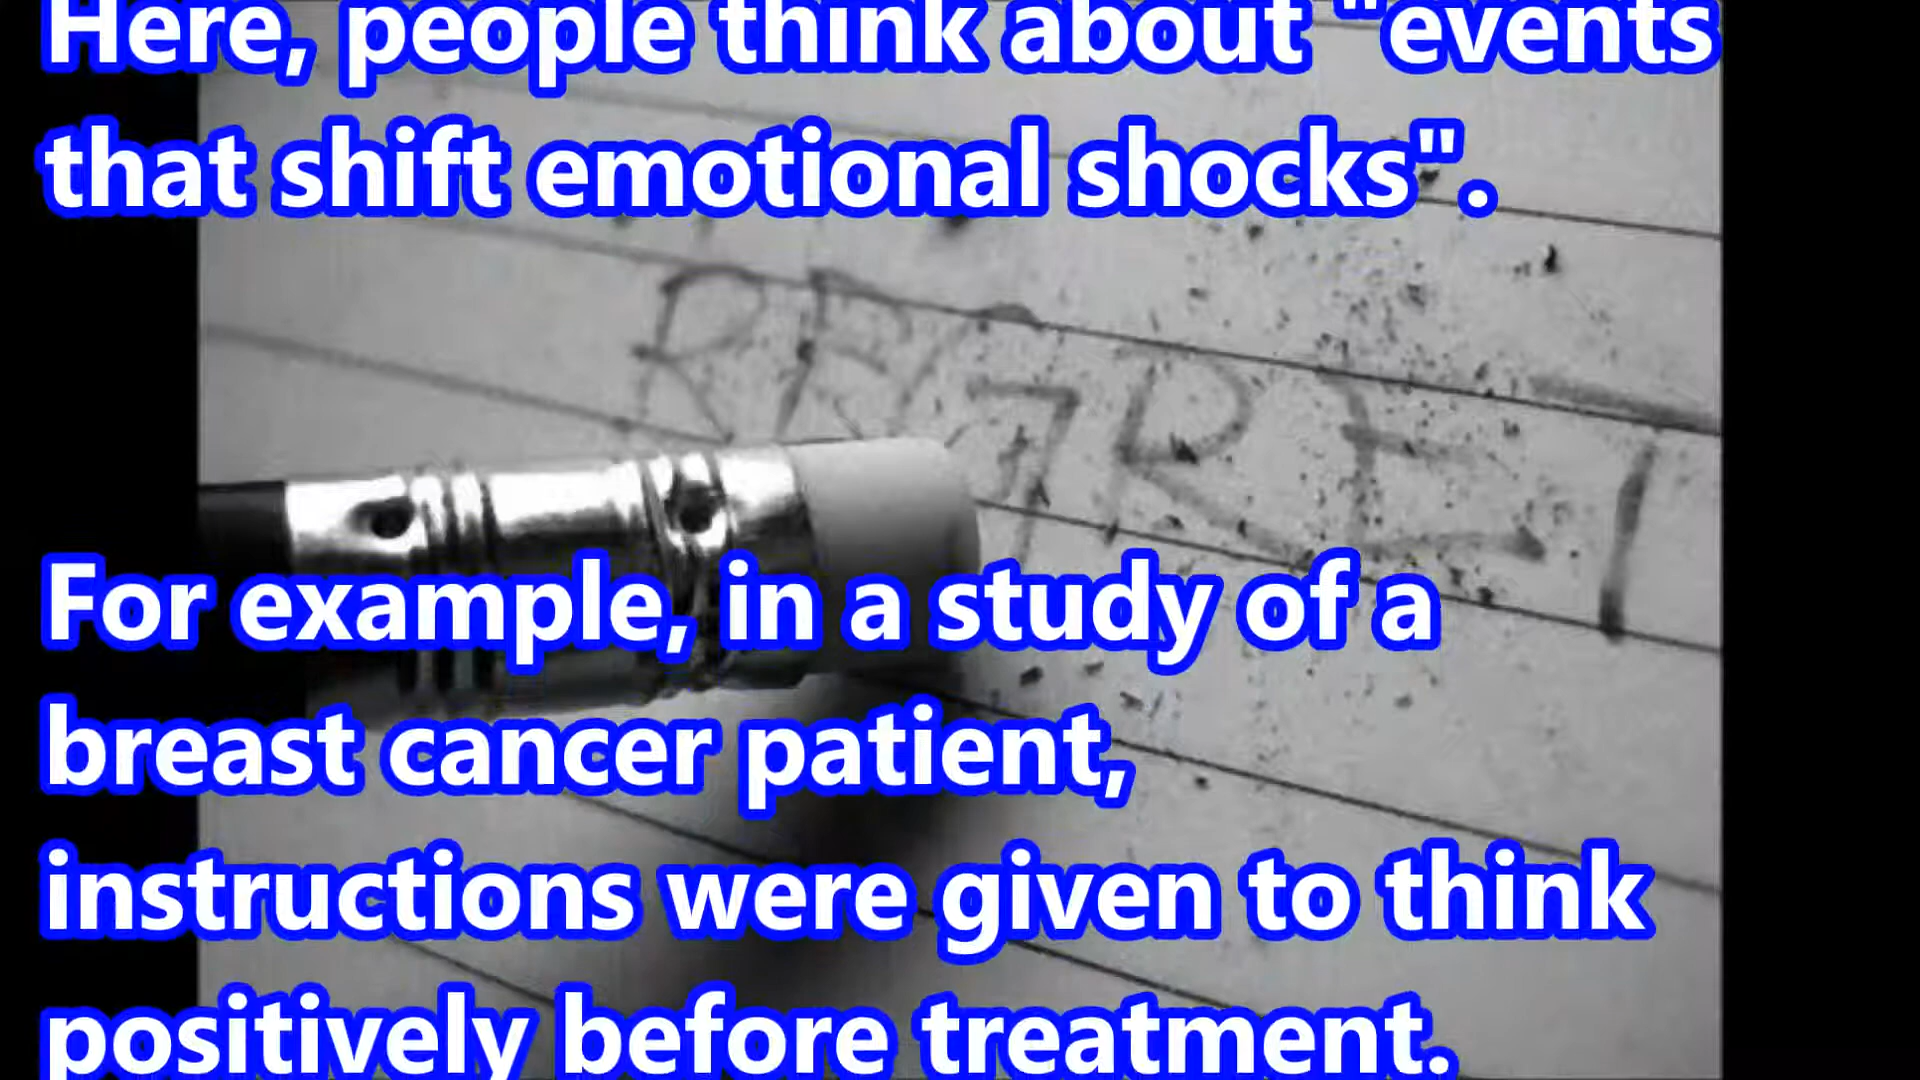 Here, people think about "events
that shift emotional shocks".
REGRET
For example, in a study of a
breast cancer patient,
instructions were given to think
positively before treatment.